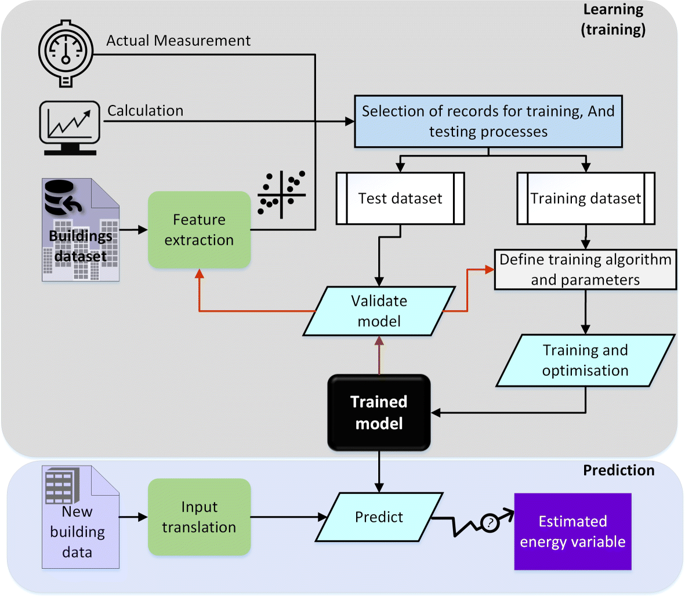 Learning
(training)
Actual Measurement
Calculation
Selection of records for training, And
testing processes
Test dataset
Training dataset
Buildings
dataset
Feature
extraction
Define training algorithm
and parameters
Validate
model
Training and
optimisation
Trained
model
Prediction
New
building
data
Input
translation
Predict
?
Estimated
energy variable